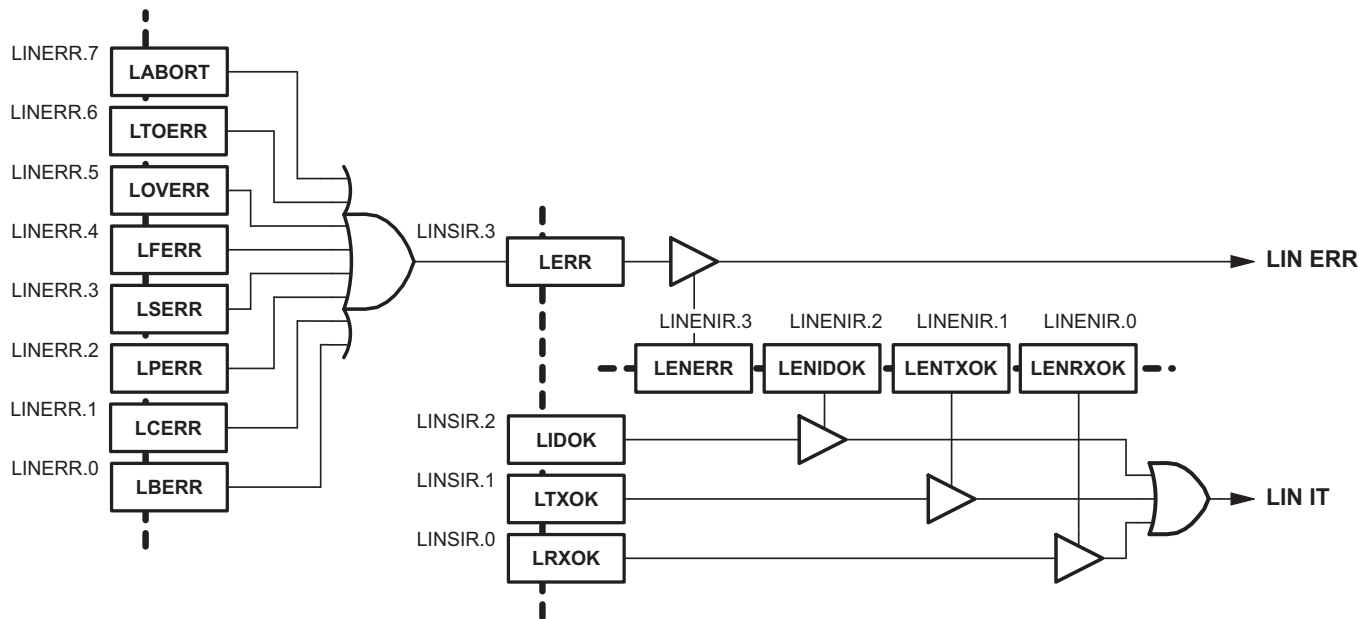 LINERR.7
LABORT
LINERR.6
LTOERR
LINERR.5
LOVERR
LINERR.4
LFERR
LINERR.3
LSERR
LINERR.2
LPERR
LINERR.1
LCERR
LINERR.0
LBERR
LINSIR.3
LERR
LIN ERR
LINENIR.3 LINENIR.2 LINENIR.1 LINENIR.0
LENERR LENIDOK LENTXOK LENRXOK
LINSIR.2
LIDOK
LINSIR.1
LTXOK
LIN IT
LINSIR.0
LRXOK